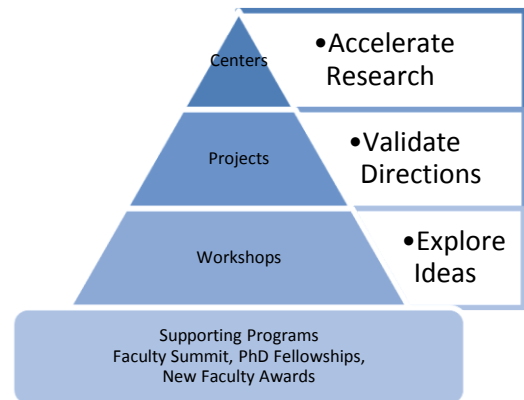 Centers
•Accelerate
Research
Projects
•Validate
Directions
Workshops
•Explore
Ideas
Supporting Programs
Faculty Summit, PhD Fellowships,
New Faculty Awards